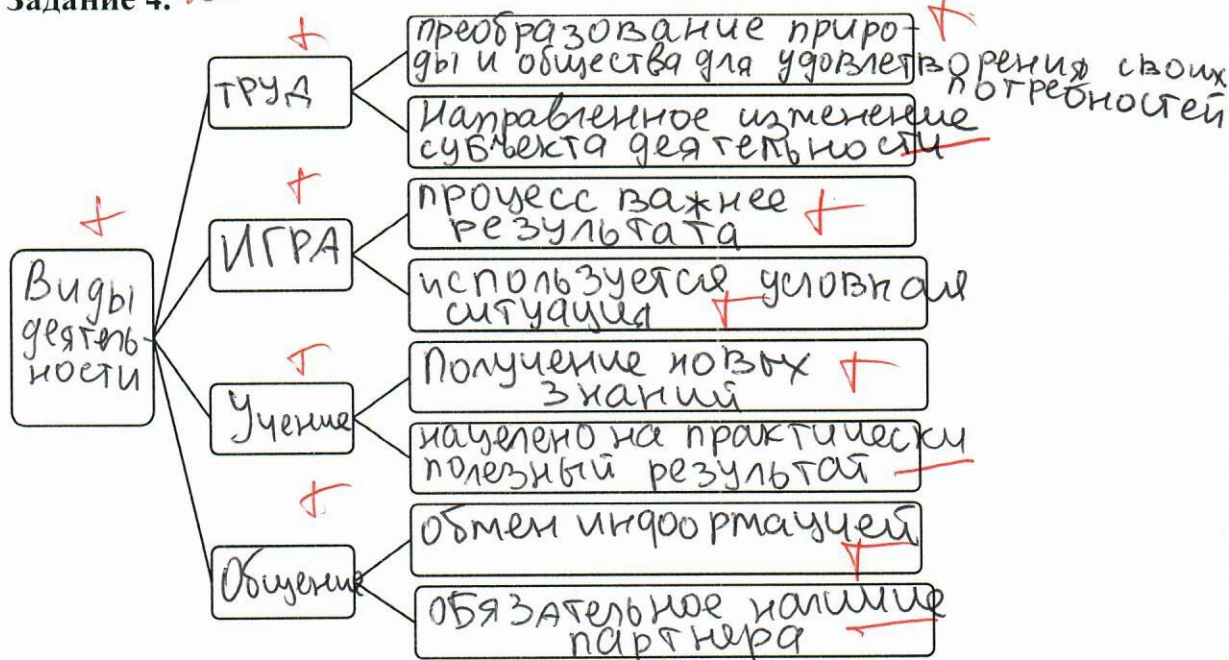 Задание 4.
Виды
деятель-
ности
ТРУД
преобразование приро-
ды и общества для удовлетворения своих
потребностей
Направленное изменение
субъекта деятельности
ИГРА
процесс важнее
результата
используется условная
ситуация
Учение
Получение новых
знаний
нацелено на практически
полезный результат
Общение
обмен информацией
ОБЯЗАТЕЛЬНОЕ наличие
партнера